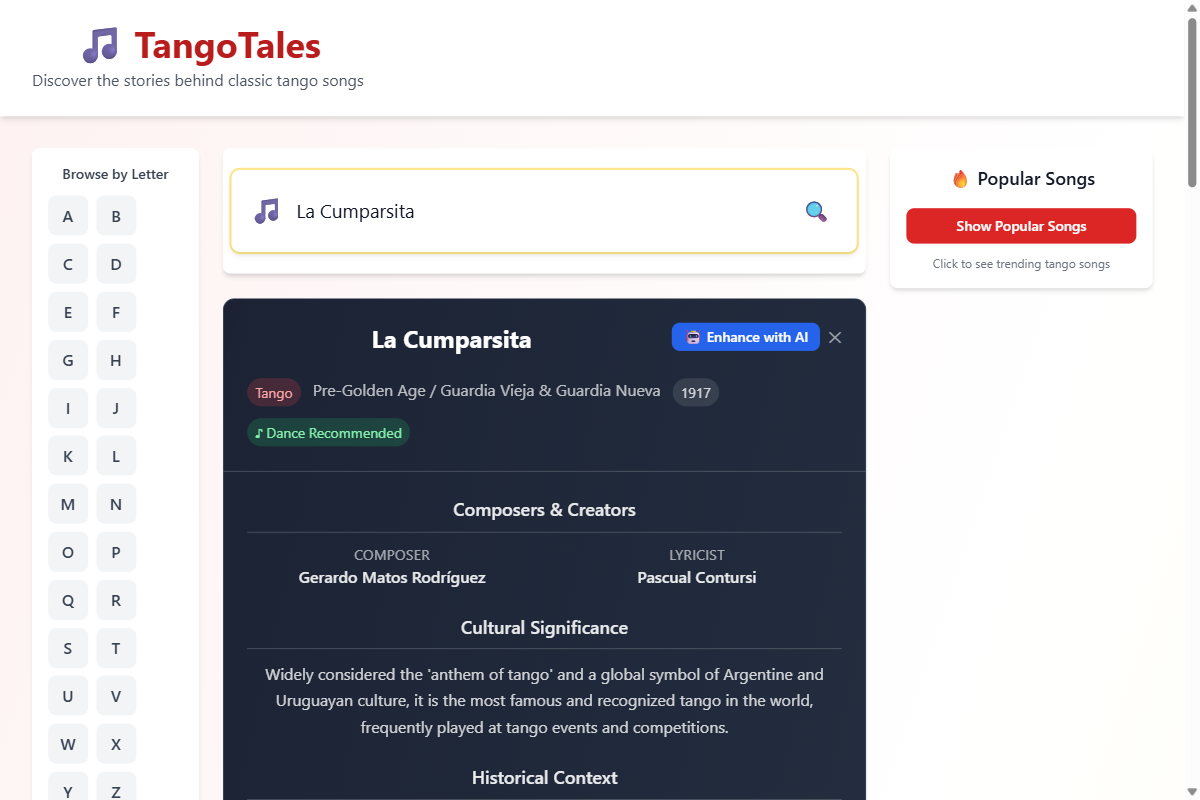 TangoTales
Discover the stories behind classic tango songs
Browse by Letter
A B
C D
E F
G H
I J
K L
M N
O P
Q R
S T
U V
W X
Y Z
La Cumparsita
La Cumparsita
Enhance with AI
Tango Pre-Golden Age / Guardia Vieja & Guardia Nueva 1917
♪ Dance Recommended
Composers & Creators
COMPOSER LYRICIST
Gerardo Matos Rodríguez Pascual Contursi
Cultural Significance
Widely considered the 'anthem of tango' and a global symbol of Argentine and
Uruguayan culture, it is the most famous and recognized tango in the world,
frequently played at tango events and competitions.
Historical Context
Popular Songs
Show Popular Songs
Click to see trending tango songs